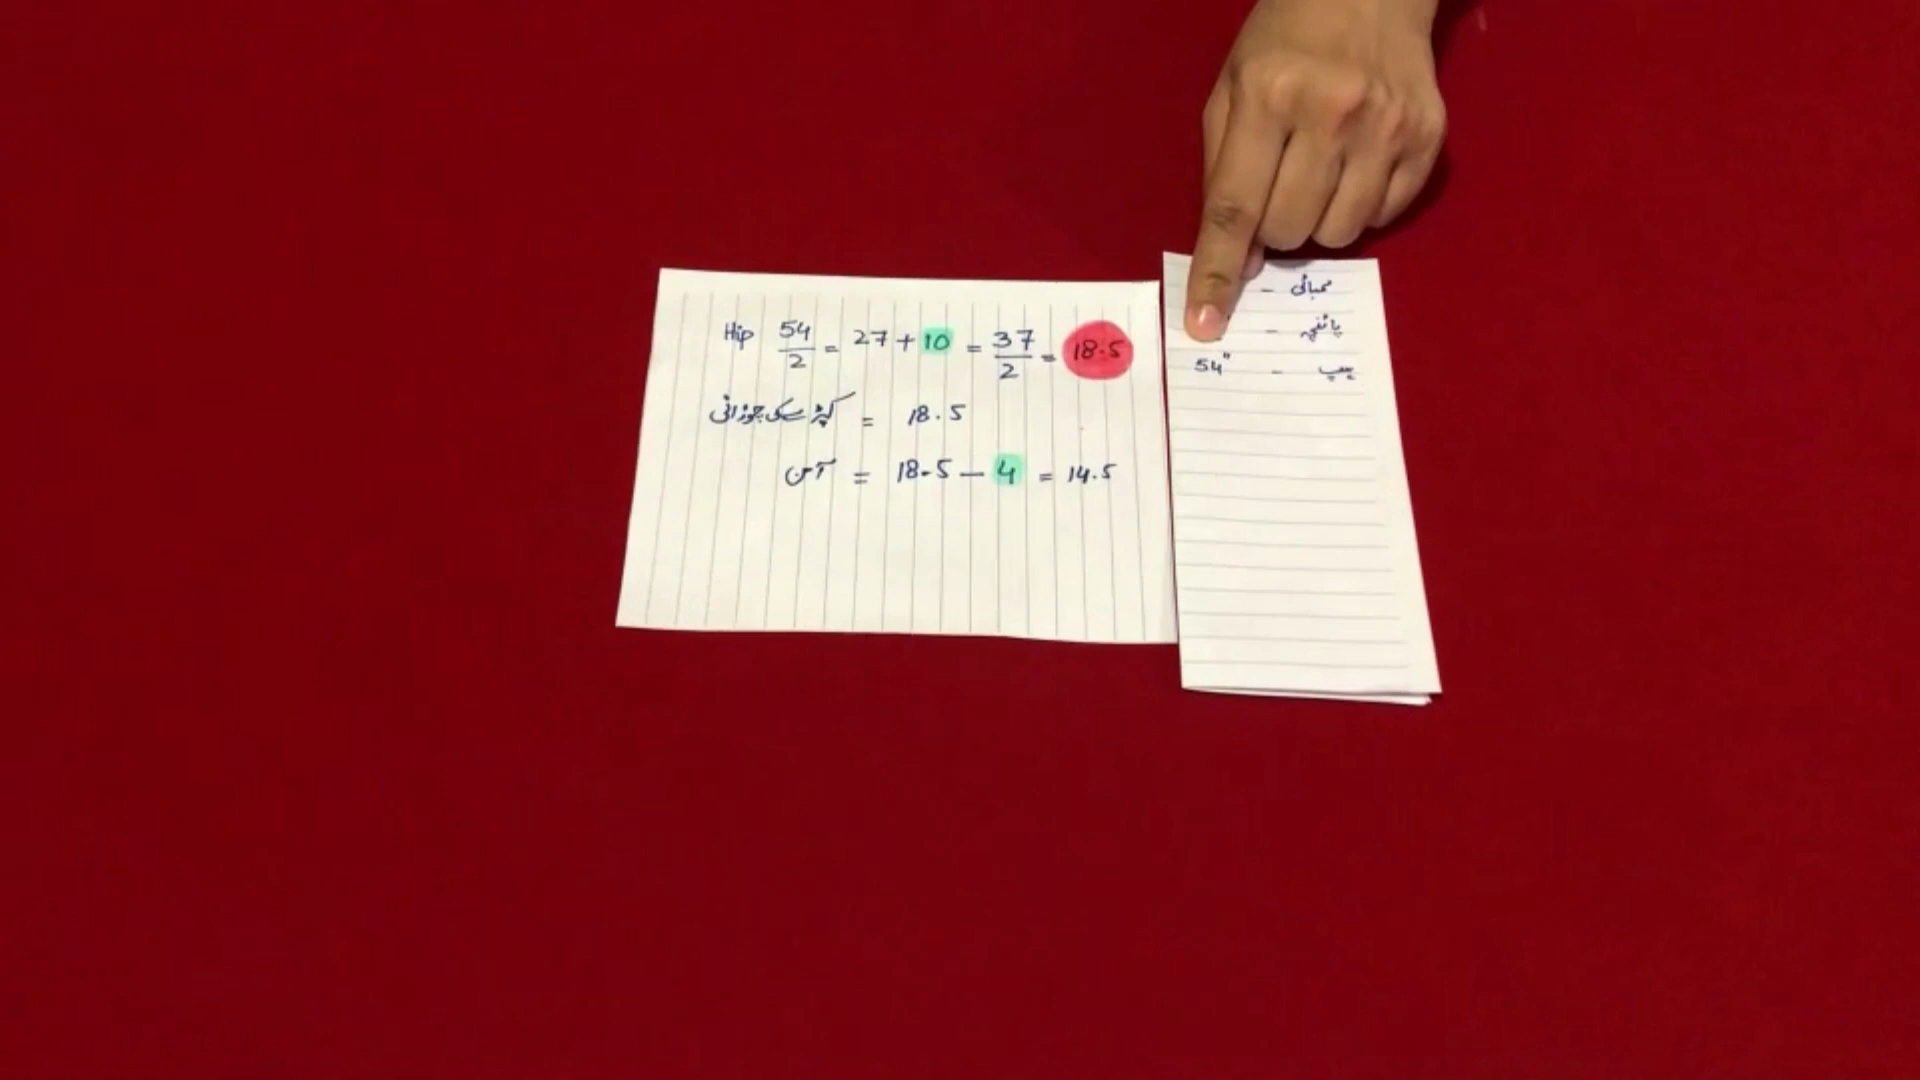 Hip 54/2 = 27 + 10 = 37/2 = 18.5
کپڑے کی چوڑائی = 18.5
آسن = 18.5 – 4 = 14.5
لمبائی -
پائنچہ -
ہپ - 54"